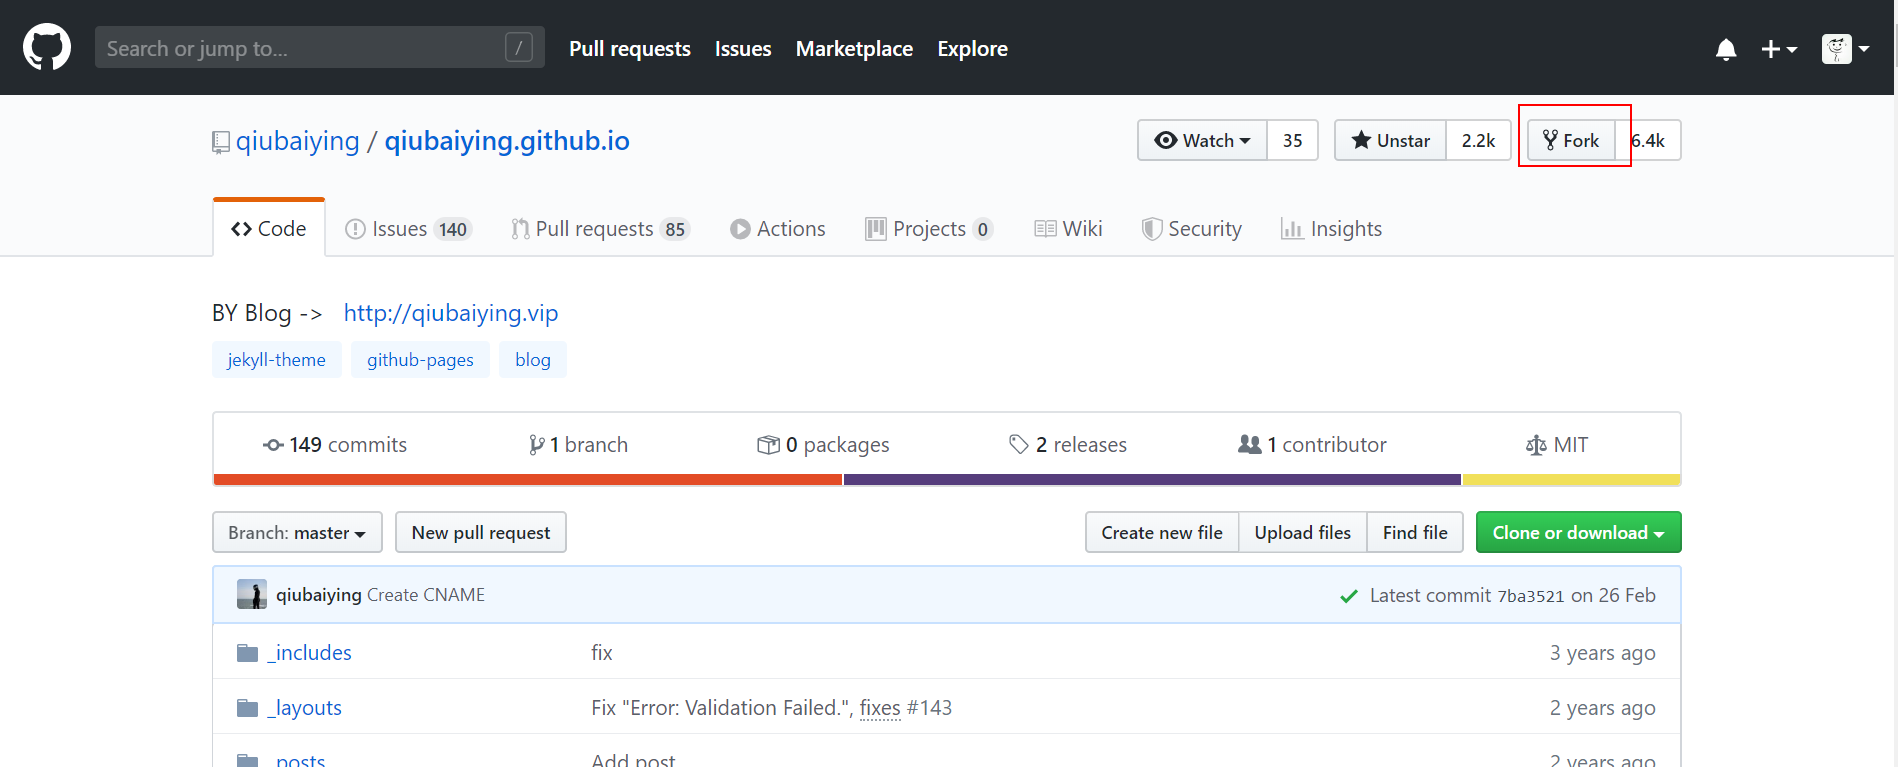 Search or jump to... /
Pull requests Issues Marketplace Explore
qiubaiying / qiubaiying.github.io
Watch 35 Unstar 2.2k Fork 6.4k
Code Issues 140 Pull requests 85 Actions Projects 0 Wiki Security Insights
BY Blog -> http://qiubaiying.vip
jekyll-theme github-pages blog
149 commits 1 branch 0 packages 2 releases 1 contributor MIT
Branch: master New pull request Create new file Upload files Find file Clone or download
qiubaiying Create CNAME Latest commit 7ba3521 on 26 Feb
_includes fix 3 years ago
_layouts Fix "Error: Validation Failed.", fixes #143 2 years ago
_posts Add post 2 years ago